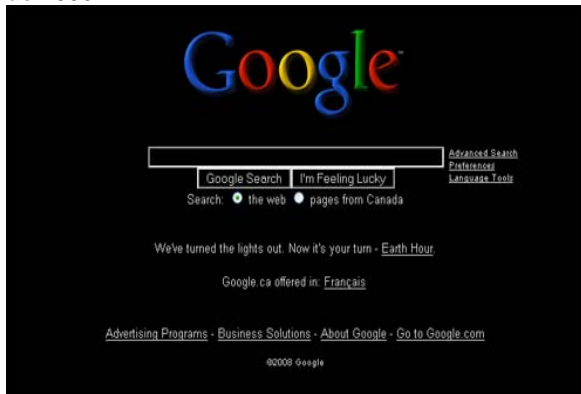 Google™
Advanced Search
Preferences
Language Tools
Google Search I'm Feeling Lucky
Search: the web pages from Canada
We've turned the lights out. Now it's your turn - Earth Hour.
Google.ca offered in: Français
Advertising Programs - Business Solutions - About Google - Go to Google.com
©2008 Google